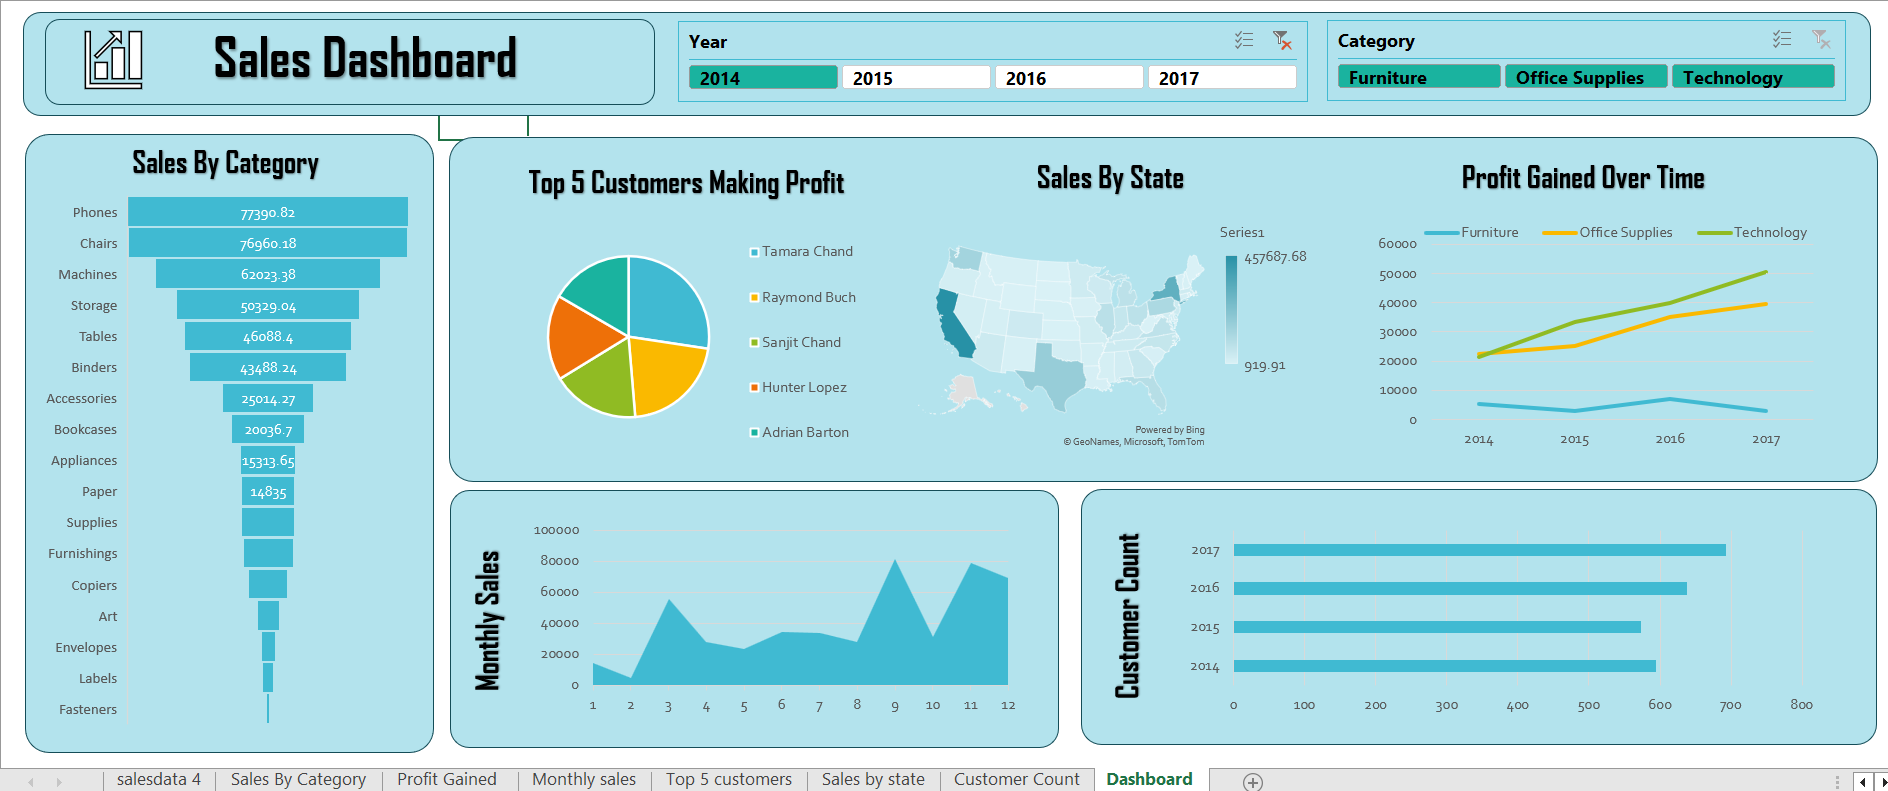 Sales Dashboard
Year
2014 2015 2016 2017
Category
Furniture Office Supplies Technology
Sales By Category
Phones 77390.82
Chairs 76960.18
Machines 62023.38
Storage 50329.04
Tables 46088.4
Binders 43488.24
Accessories 25014.27
Bookcases 20036.7
Appliances 15313.65
Paper 14835
Supplies
Furnishings
Copiers
Art
Envelopes
Labels
Fasteners
Top 5 Customers Making Profit
Tamara Chand
Raymond Buch
Sanjit Chand
Hunter Lopez
Adrian Barton
Sales By State
Series1
457687.68
919.91
Powered by Bing
© GeoNames, Microsoft, TomTom
Profit Gained Over Time
Furniture Office Supplies Technology
60000
50000
40000
30000
20000
10000
0
2014 2015 2016 2017
Monthly Sales
100000
80000
60000
40000
20000
0
1 2 3 4 5 6 7 8 9 10 11 12
Customer Count
2017
2016
2015
2014
0 100 200 300 400 500 600 700 800
salesdata 4 Sales By Category Profit Gained Monthly sales Top 5 customers Sales by state Customer Count Dashboard